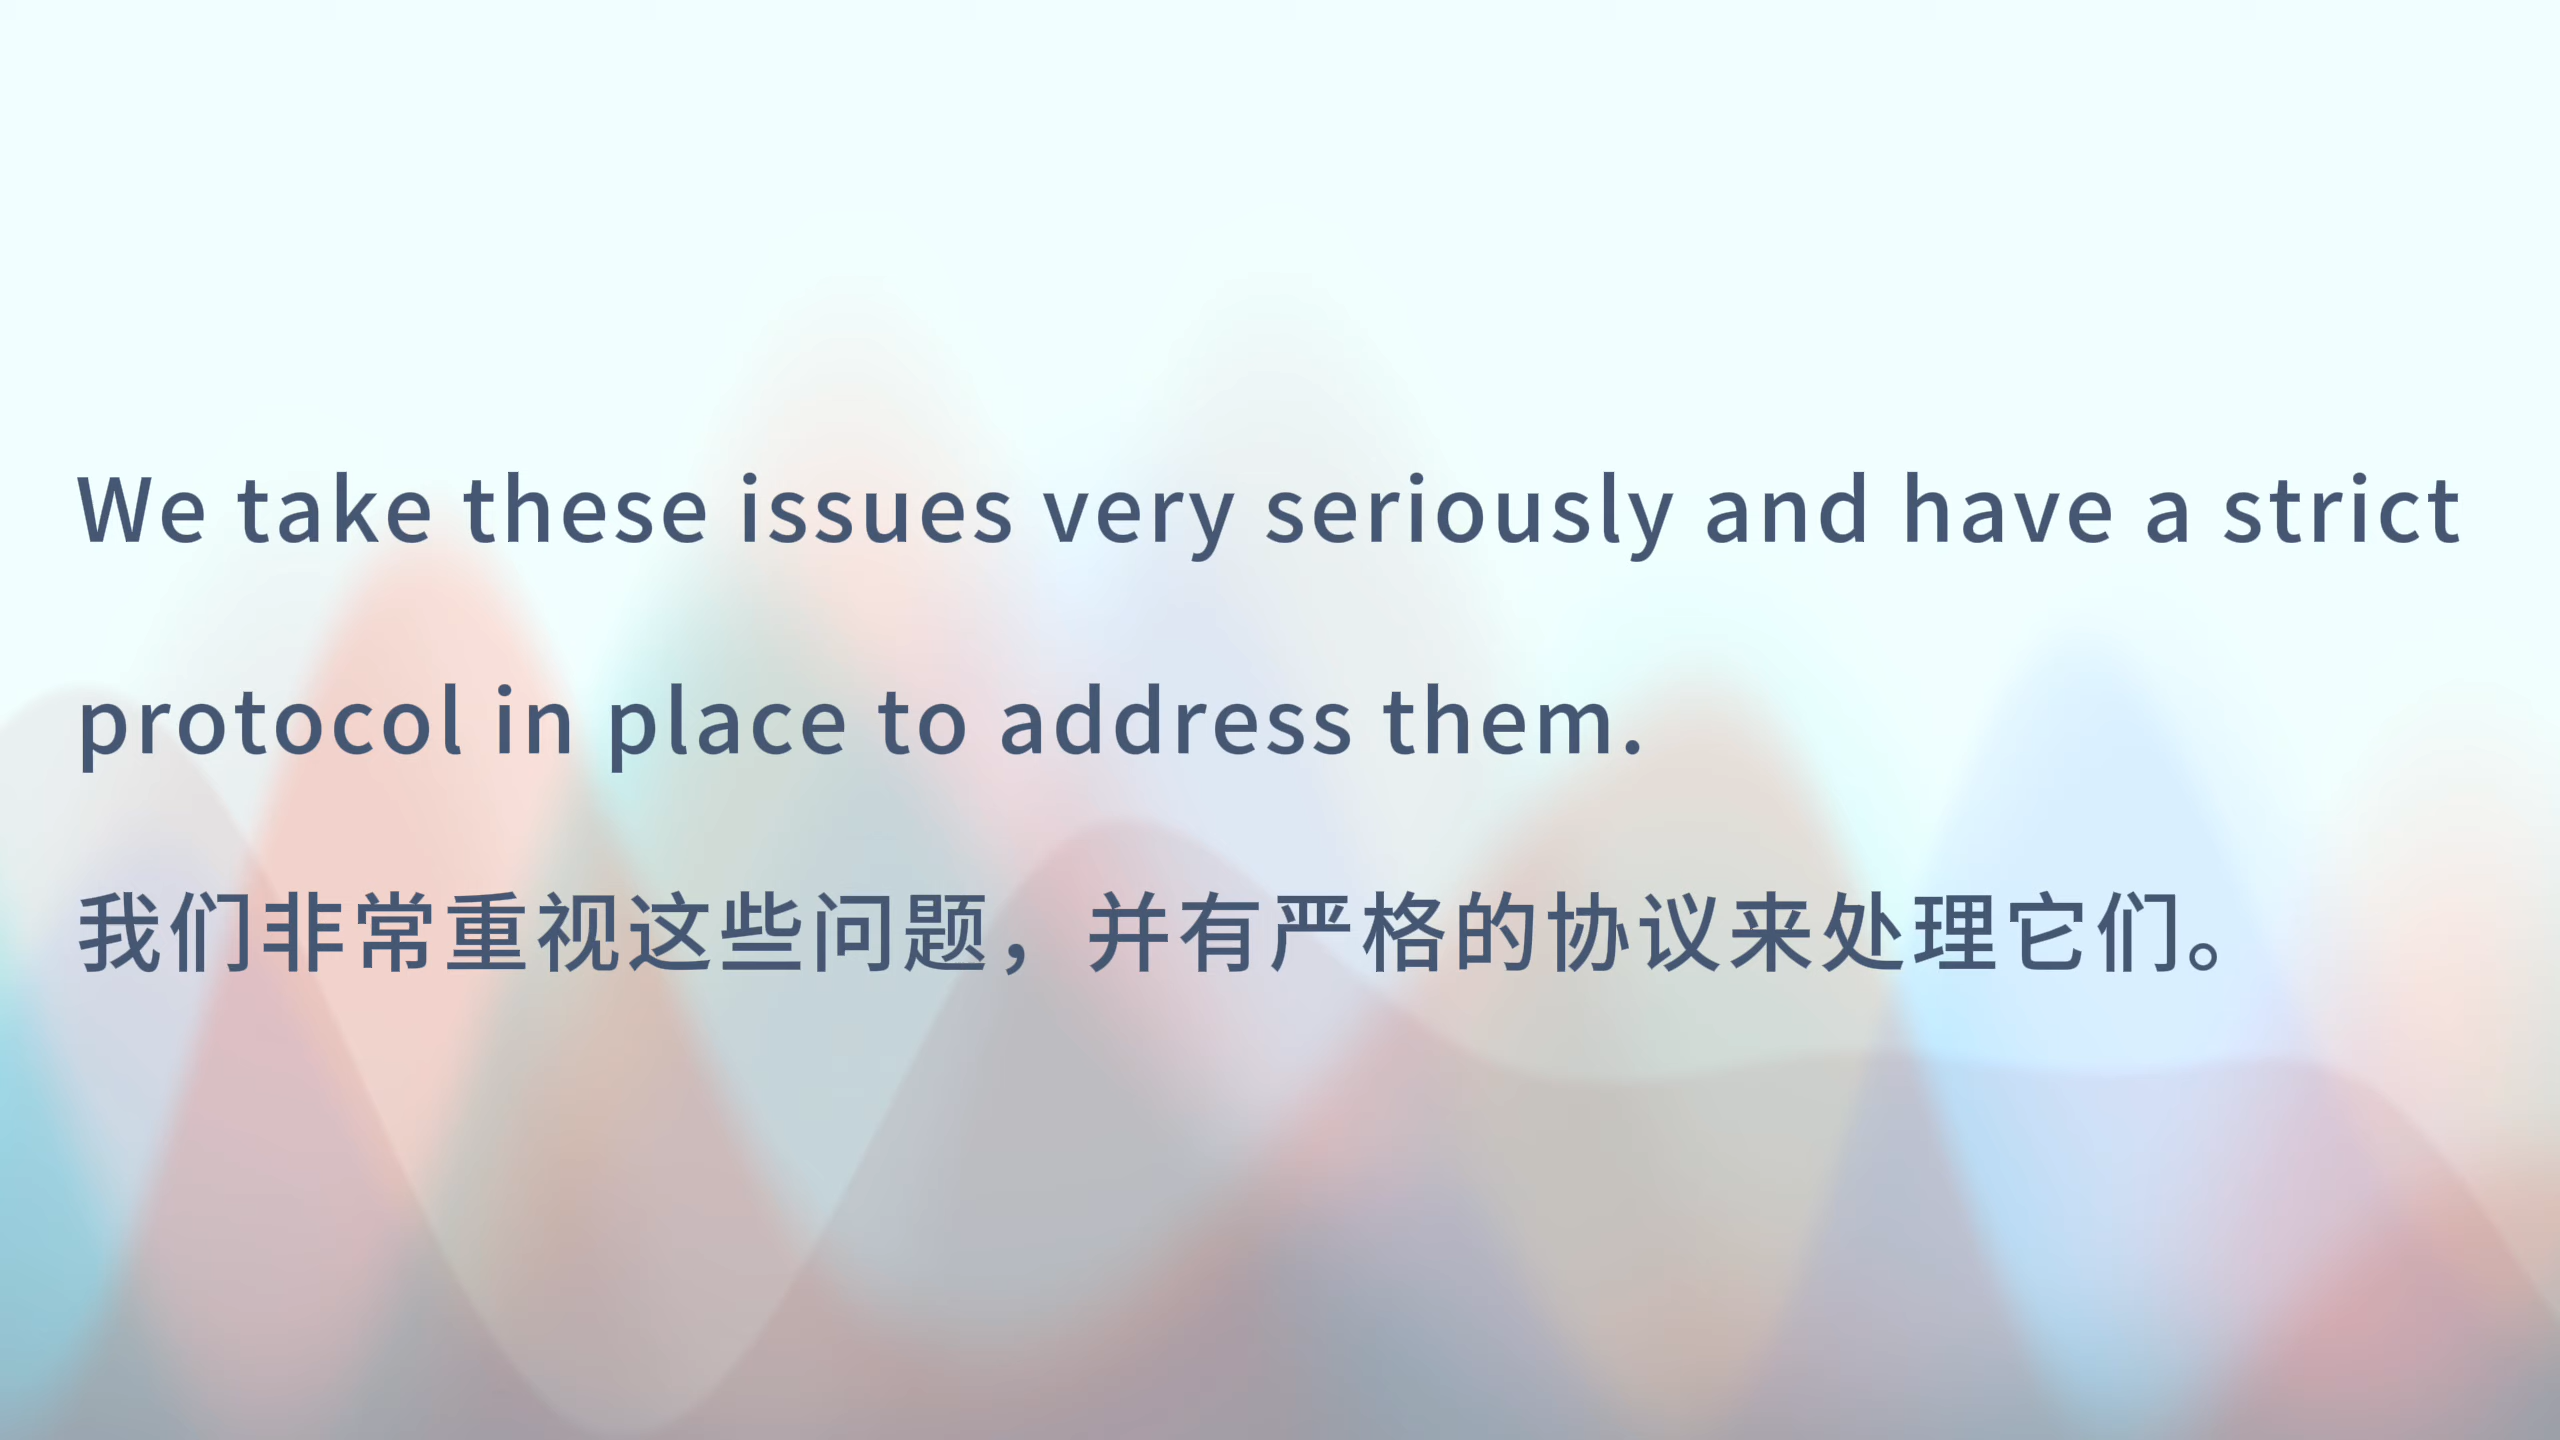 We take these issues very seriously and have a strict
protocol in place to address them.
我们非常重视这些问题，并有严格的协议来处理它们。